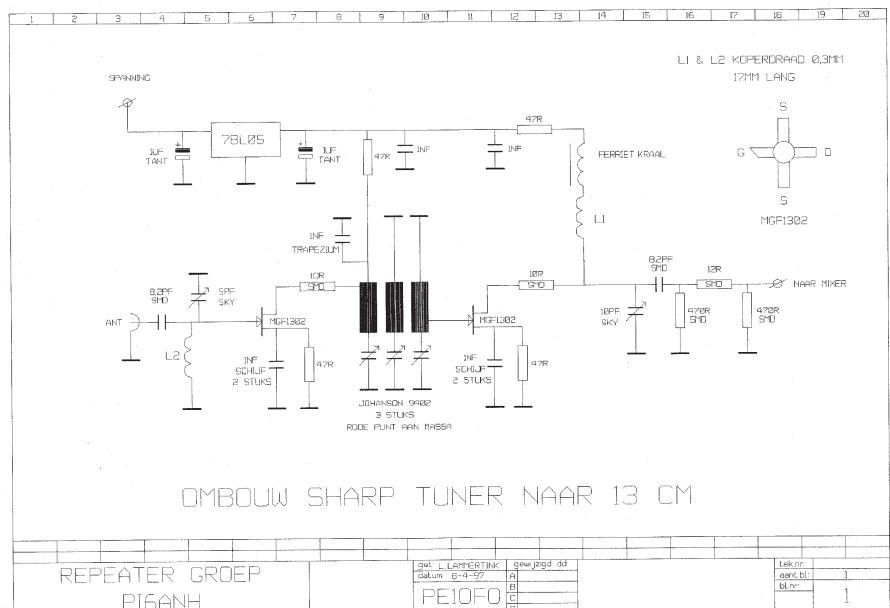 1 2 3 4 5 6 7 8 9 10 11 12 13 14 15 16 17 18 19 20
L1 & L2 KOPERDRAAD 0,3MM
17MM LANG
SPANNING
1UF
TANT
78L05
1UF
TANT
47R
1NF
1NF
47R
FERRIET KRAAL
L1
S
G
D
S
MGF1302
1NF
TRAPEZIUM
8,2PF
SMD
5PF
SKY
10R
SMD
10R
SMD
8,2PF
SMD
12R
SMD
NAAR MIXER
ANT
MGF1302
MGF1302
10PF
SKY
470R
SMD
470R
SMD
L2
1NF
SCHIJF
2 STUKS
47R
1NF
SCHIJF
2 STUKS
47R
JOHANSON 9402
3 STUKS
RODE PUNT AAN MASSA
OMBOUW SHARP TUNER NAAR 13 CM
REPEATER GROEP
PI6ANH
get: L.LAMMERTINK
gewijzigd dd:
datum 6-4-97
A
B
C
PE1OFO
tek.nr:
aant.bl: 1
bl.nr: 1